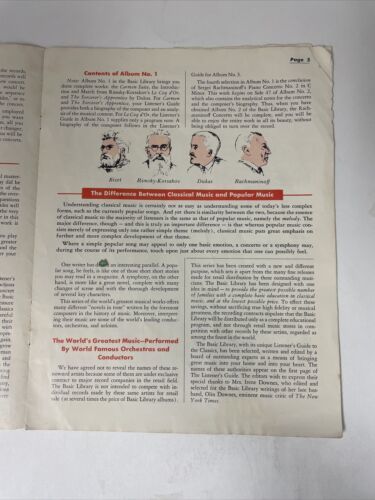 Page 3
Contents of Album No. 1
Note: Album No. 1 in the Basic Library brings you
three complete works: the Carmen Suite, the Introduc-
tion and March from Rimsky-Korsakov's Le Coq d'Or,
and The Sorcerer's Apprentice by Dukas. For Carmen
and The Sorcerer's Apprentice, your Listener's Guide
provides both a biography of the computer and an analy-
sis of the musical content. For Le Coq d'Or, the Listener's
Guide in Album No. 1 supplies only a program note. A
biography of the computer follows in the Listener's
Guide for Album No. 3.
The fourth selection in Album No. 1 is the conclusion
of Sergei Rachmaninoff's Piano Concerto No. 2 in C
Minor. This work begins on Side 47 of Album No. 2,
which also contains the analytical notes for the concerto
and the computer's biography. Thus, when you have
obtained Album No. 2 of the Basic Library, the Rach-
maninoff Concerto will be complete, and you will be
able to enjoy the entire work in all its beauty, without
being obliged to turn over the record.
Bizet
Rimsky-Korsakov
Dukas
Rachmaninoff
The Difference Between Classical Music and Popular Music
Understanding classical music is certainly not as easy as understanding some of today's less complex
forms, such as the currently popular songs. And yet there is similarity between the two, because the essence
of classical music to the majority of listeners is the same as that of popular music, namely the melody. The
major difference, though — and this is truly an important difference — is that whereas popular music con-
sists merely of expressing only one rather simple theme (melody), classical music puts great emphasis on
further and more complex development of that theme.
Where a simple popular song may appeal to only one basic emotion, a concerto or a symphony may,
during the course of its performance, touch upon just about every emotion that one can possibly feel.
One writer has drawn an interesting parallel. A popu-
lar song, he feels, is like one of those short short stories
you may read in a magazine. A symphony, on the other
hand, is more like a great novel, complete with many
changes of scene and with the thorough development
of several key characters.
This series of the world's greatest musical works offers
many different "novels in tone" written by the foremost
computers in the history of music. Moreover, interpret-
ing their music are some of the world's leading conduc-
tors, orchestras, and soloists.
The World's Greatest Music—Performed
By World Famous Orchestras and
Conductors
We have agreed not to reveal the names of these re-
nowned artists because some of them are under exclusive
contract to major record companies in the retail field.
The Basic Library is not intended to compete with in-
dividual records made by these same artists for retail
sale (at several times the price of Basic Library albums).
This series has been created with a new and different
purpose, which sets it apart from the many fine releases
made for retail distribution by these outstanding musi-
cians. The Basic Library has been designed with one
idea in mind—to provide the greatest possible number
of families with a complete basic education in classical
music, and at the lowest possible price. To effect these
savings, without sacrificing true high fidelity or musical
greatness, the recording contracts stipulate that the Basic
Library will be distributed only as a complete educational
program, and not through retail music stores in com-
petition with other records by these artists, regarded as
among the finest in the world.
The Basic Library, with its unique Listener's Guide to
the Classics, has been selected, written and edited by a
board of outstanding experts as a means of bringing
great music into your home and into your heart. The
names of these authorities appear on the first page of
The Listener's Guide. The editors wish to express their
special thanks to Mrs. Irene Downes, who edited and
selected for the Basic Library writings of her late hus-
band, Olin Downes, eminent music critic of The New
York Times.